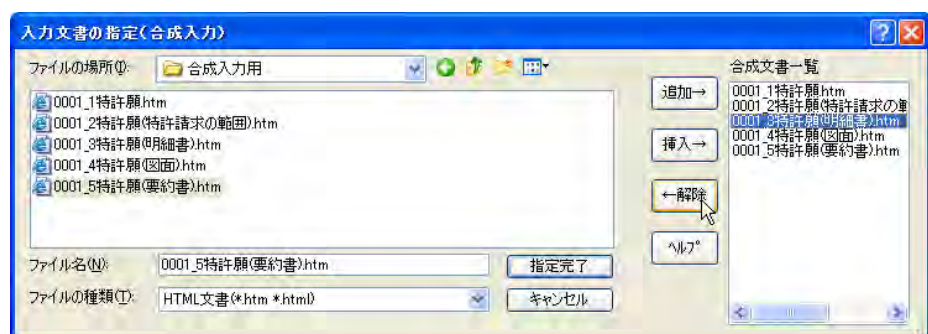 入力文書の指定(合成入力)
ファイルの場所(I):
合成入力用
0001_1特許願.htm
0001_2特許願(特許請求の範囲).htm
0001_3特許願(明細書).htm
0001_4特許願(図面).htm
0001_5特許願(要約書).htm
ファイル名(N):
0001_5特許願(要約書).htm
指定完了
ファイルの種類(T):
HTML文書(*.htm *.html)
キャンセル
追加→
挿入→
←解除
ヘルプ
合成文書一覧
0001_1特許願.htm
0001_2特許願(特許請求の
0001_3特許願(明細書).htm
0001_4特許願(図面).htm
0001_5特許願(要約書).htm